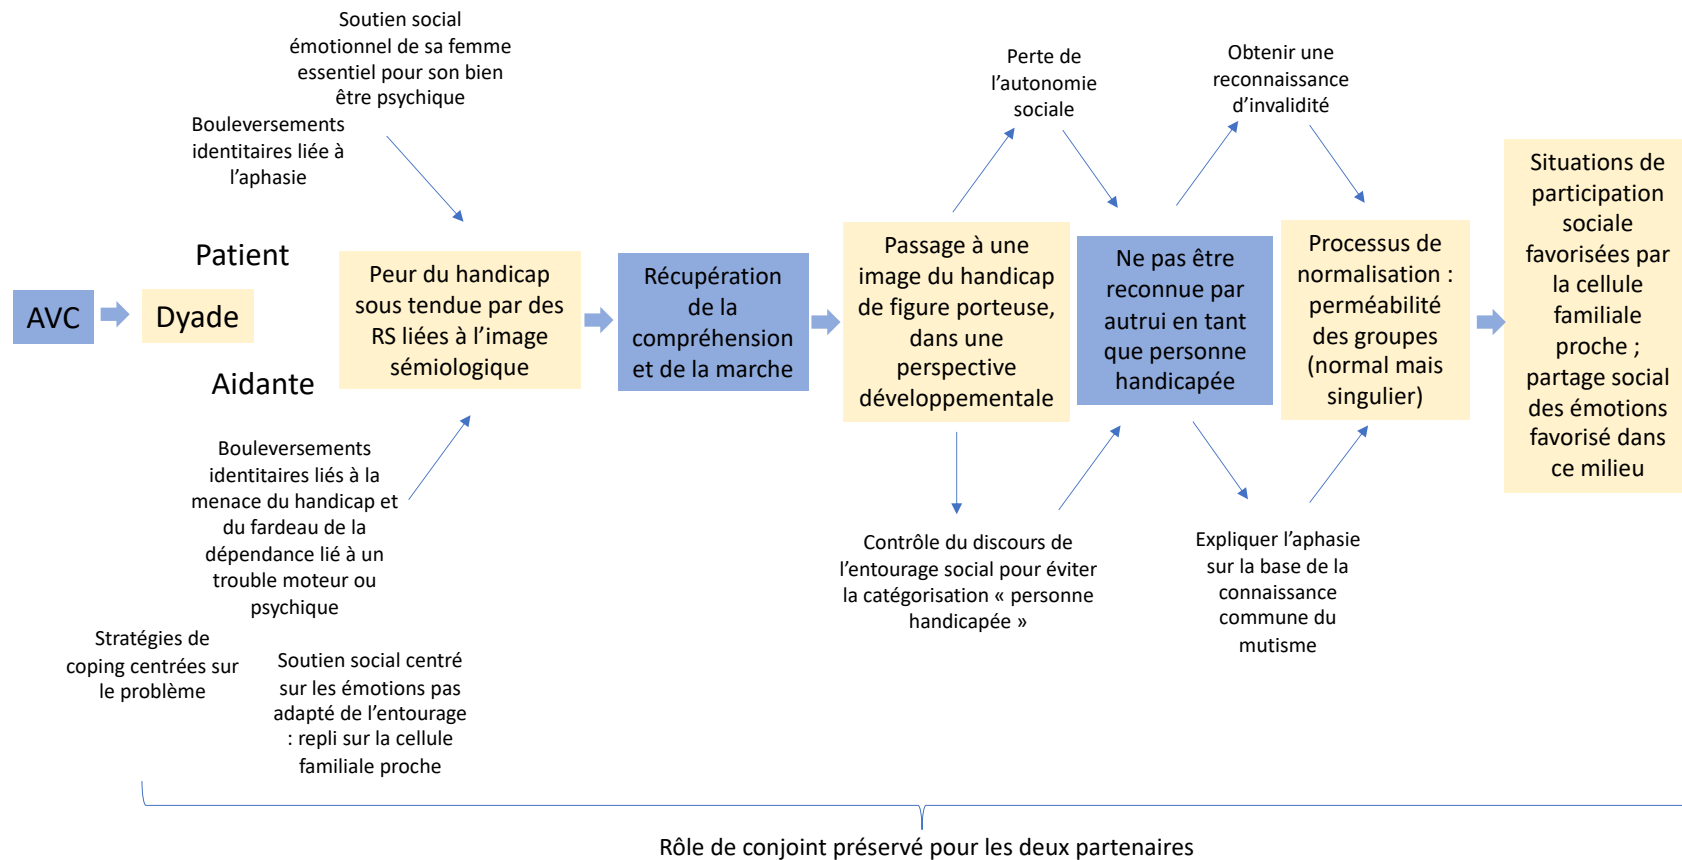 Soutien social
émotionnel de sa femme
essentiel pour son bien
être psychique
Bouleversements
identitaires liée à
l’aphasie
Patient
AVC
Dyade
Aidante
Peur du handicap
sous tendue par des
RS liées à l’image
sémiologique
Bouleversements
identitaires liés à la
menace du handicap et
du fardeau de la
dépendance lié à un
trouble moteur ou
psychique
Stratégies de
coping centrées sur
le problème
Soutien social centré
sur les émotions pas
adapté de l’entourage
: repli sur la cellule
familiale proche
Récupération
de la
compréhension
et de la marche
Passage à une
image du handicap
de figure porteuse,
dans une
perspective
développementale
Perte de
l’autonomie
sociale
Contrôle du discours de
l’entourage social pour éviter
la catégorisation « personne
handicapée »
Ne pas être
reconnue par
autrui en tant
que personne
handicapée
Obtenir une
reconnaissance
d’invalidité
Expliquer l’aphasie
sur la base de la
connaissance
commune du
mutisme
Processus de
normalisation :
perméabilité
des groupes
(normal mais
singulier)
Situations de
participation
sociale
favorisées par
la cellule
familiale
proche ;
partage social
des émotions
favorisé dans
ce milieu
Rôle de conjoint préservé pour les deux partenaires